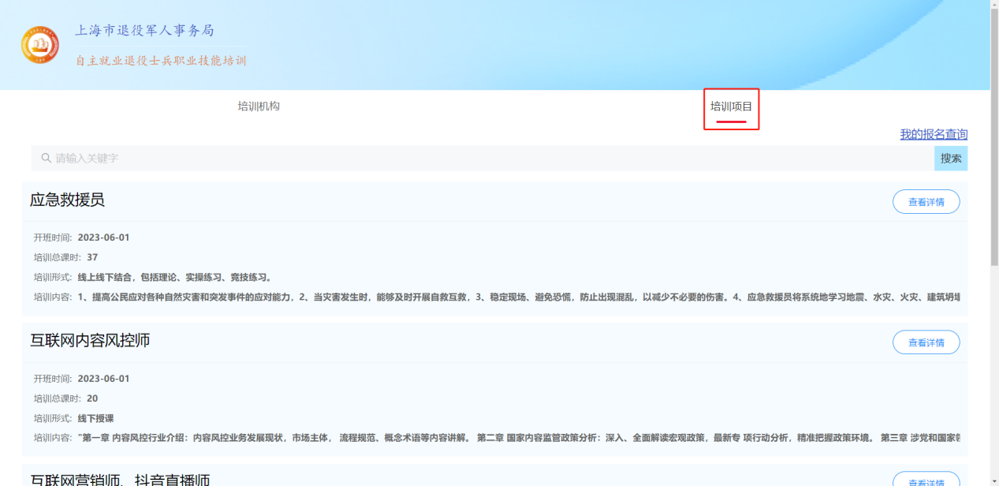 上海市退役军人事务局
自主就业退役士兵职业技能培训
培训机构
培训项目
我的报名查询
请输入关键字
搜索
应急救援员
查看详情
开班时间: 2023-06-01
培训总课时: 37
培训形式: 线上线下结合，包括理论、实操练习、竞技练习。
培训内容: 1、提高公民应对各种自然灾害和突发事件的应对能力，2、当灾害发生时，能够及时开展自救互救，3、稳定现场、避免恐慌，防止出现混乱，以减少不必要的伤害。4、应急救援员将系统地学习地震、水灾、火灾、建筑坍塌
互联网内容风控师
查看详情
开班时间: 2023-06-01
培训总课时: 20
培训形式: 线下授课
培训内容: "第一章 内容风控行业介绍：内容风控业务发展现状，市场主体， 流程规范、概念术语等内容讲解。 第二章 国家内容监管政策分析：深入、全面解读宏观政策，最新专 项行动分析，精准把握政策环境。 第三章 涉党和国家领
互联网营销师、抖音直播师
查看详情